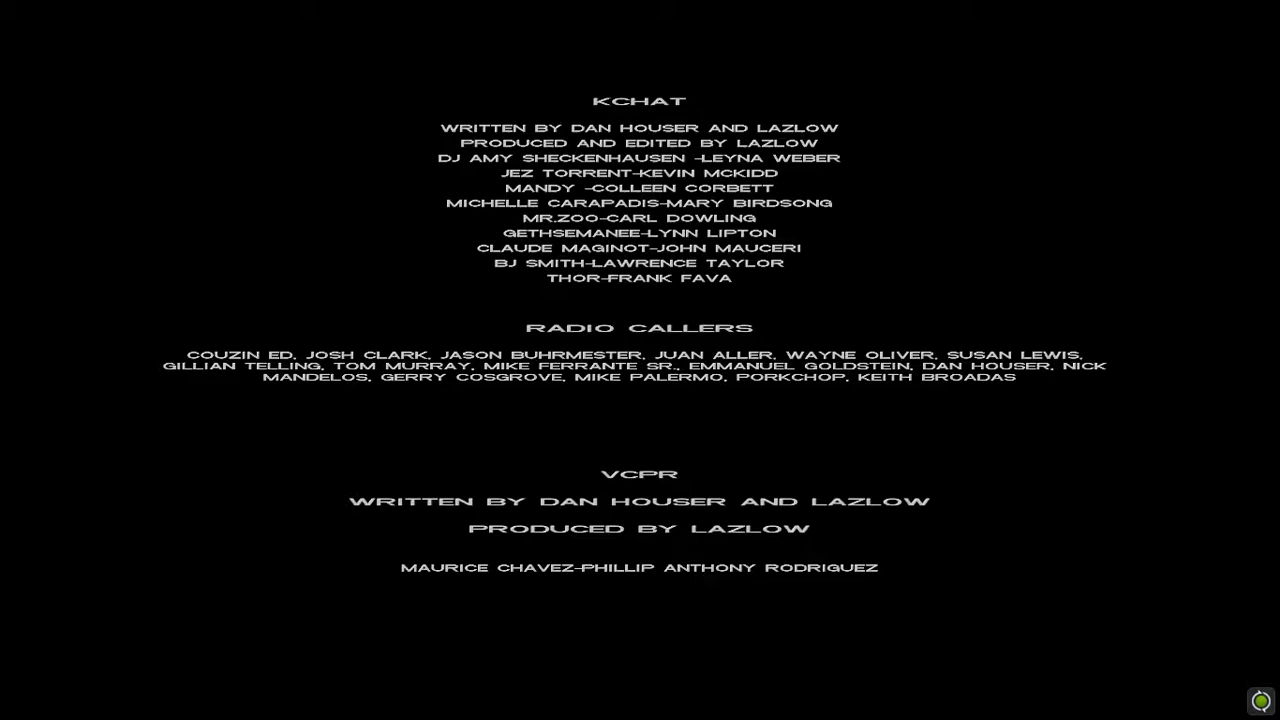 KCHAT
WRITTEN BY DAN HOUSER AND LAZLOW
PRODUCED AND EDITED BY LAZLOW
DJ AMY SHECKENHAUSEN -LEYNA WEBER
JEZ TORRENT-KEVIN MCKIDD
MANDY -COLLEEN CORBETT
MICHELLE CARAPADIS-MARY BIRDSONG
MR.ZOO-CARL DOWLING
GETHSEMANEE-LYNN LIPTON
CLAUDE MAGINOT-JOHN MAUCERI
BJ SMITH-LAWRENCE TAYLOR
THOR-FRANK FAVA
RADIO CALLERS
COUZIN ED, JOSH CLARK, JASON BUHRMESTER, JUAN ALLER, WAYNE OLIVER, SUSAN LEWIS,
GILLIAN TELLING, TOM MURRAY, MIKE FERRANTE SR., EMMANUEL GOLDSTEIN, DAN HOUSER, NICK
MANDELOS, GERRY COSGROVE, MIKE PALERMO, PORKCHOP, KEITH BROADAS
VCPR
WRITTEN BY DAN HOUSER AND LAZLOW
PRODUCED BY LAZLOW
MAURICE CHAVEZ-PHILLIP ANTHONY RODRIGUEZ